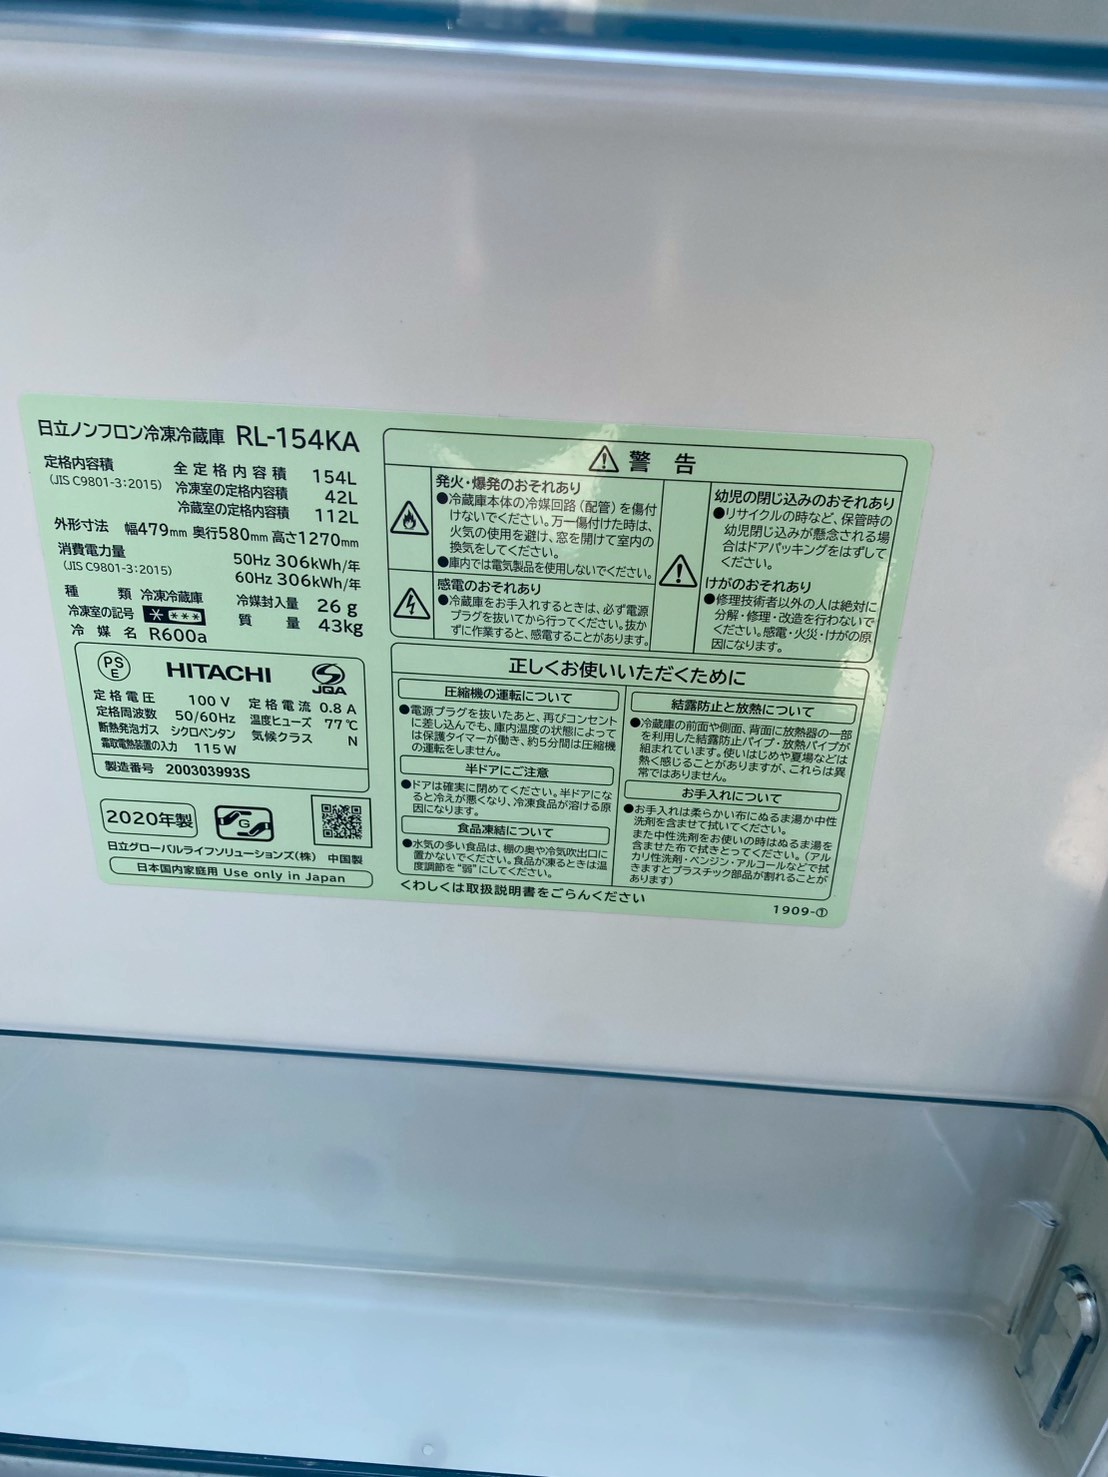 日立ノンフロン冷凍冷蔵庫 RL-154KA
定格内容積
(JIS C9801-3:2015)
全定格内容積 154L
冷凍室の定格内容積 42L
冷蔵室の定格内容積 112L
外形寸法 幅479mm 奥行580mm 高さ1270mm
消費電力量
(JIS C9801-3:2015)
50Hz 306kWh/年
60Hz 306kWh/年
種類 冷凍冷蔵庫 冷媒封入量 26g
冷凍室の記号 * *** 質量 43kg
冷媒名 R600a
PS
E
HITACHI
JQA
定格電圧 100V 定格電流 0.8A
定格周波数 50/60Hz 温度ヒューズ 77℃
断熱発泡ガス シクロペンタン 気候クラス N
霜取電熱装置の入力 115W
製造番号 200303993S
2020年製
G
日立グローバルライフソリューションズ(株) 中国製
日本国内家庭用 Use only in Japan
警告
発火・爆発のおそれあり
●冷蔵庫本体の冷媒回路(配管)を傷付
けないでください。万一傷付けた時は、
火気の使用を避け、窓を開けて室内の
換気をしてください。
●庫内では電気製品を使用しないでください。
感電のおそれあり
●冷蔵庫をお手入れするときは、必ず電源
プラグを抜いてから行ってください。抜か
ずに作業すると、感電することがあります。
幼児の閉じ込みのおそれあり
●リサイクルの時など、保管時の
幼児閉じ込みが懸念される場
合はドアパッキングをはずして
ください。
けがのおそれあり
●修理技術者以外の人は絶対に
分解・修理・改造を行わないで
ください。感電・火災・けがの原
因になります。
正しくお使いいただくために
圧縮機の運転について
●電源プラグを抜いたあと、再びコンセント
に差し込んでも、庫内温度の状態によって
は保護タイマーが働き、約5分間は圧縮機
の運転をしません。
半ドアにご注意
●ドアは確実に閉めてください。半ドアにな
ると冷えが悪くなり、冷凍食品が溶ける原
因になります。
食品凍結について
●水気の多い食品は、棚の奥や冷気吹出口に
置かないでください。食品が凍るときは温
度調節を"弱"にしてください。
結露防止と放熱について
●冷蔵庫の前面や側面、背面に放熱器の一部
を利用した結露防止パイプ・放熱パイプが
組まれています。使いはじめや夏場などは
熱く感じることがありますが、これらは異
常ではありません。
お手入れについて
●お手入れは柔らかい布にぬるま湯か中性
洗剤を含ませて拭いてください。
また中性洗剤をお使いの時はぬるま湯を
含ませた布で拭きとってください。(アル
カリ性洗剤・ベンジン・アルコールなどで拭
きますとプラスチック部品が割れることが
あります)
くわしくは取扱説明書をごらんください
1909-①